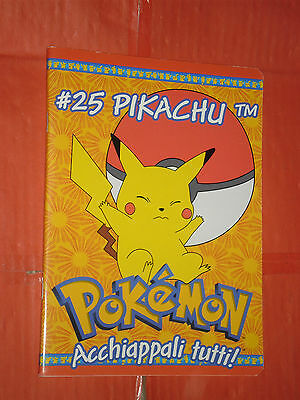 #25 PIKACHU TM
POKéMON
Acchiappali tutti!